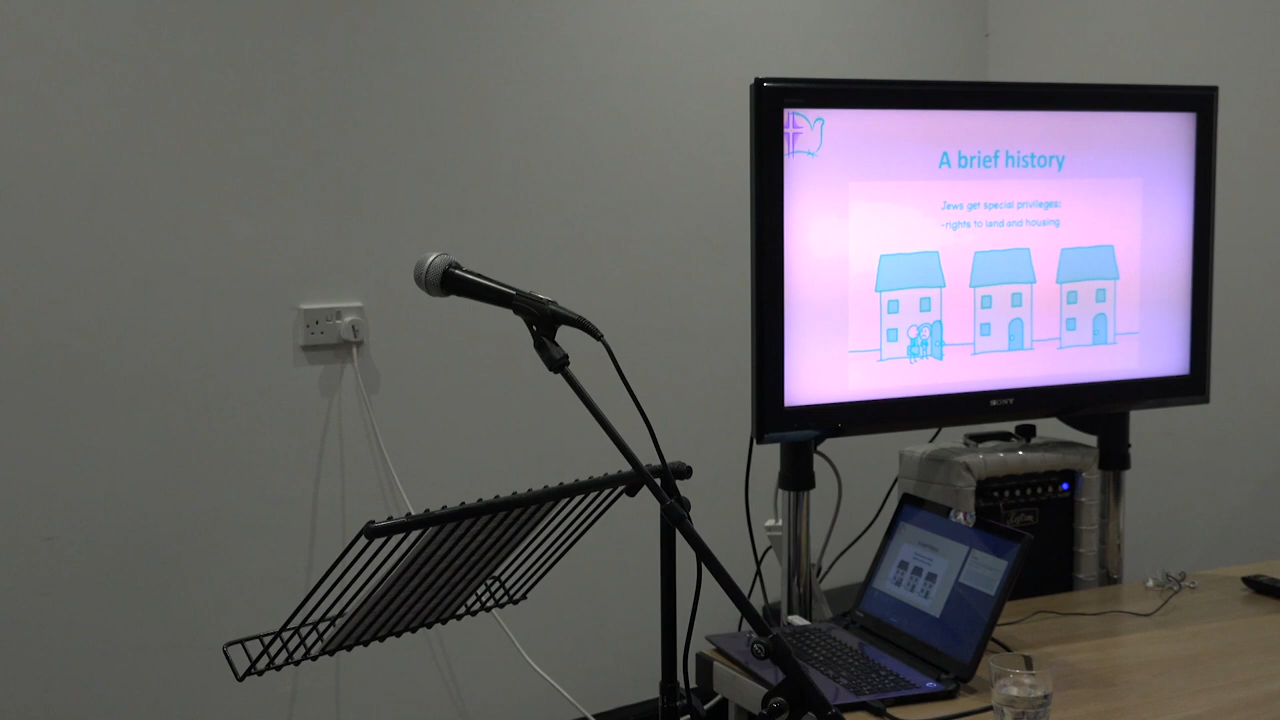 A brief history
Jews get special privileges:
-rights to land and housing
SONY